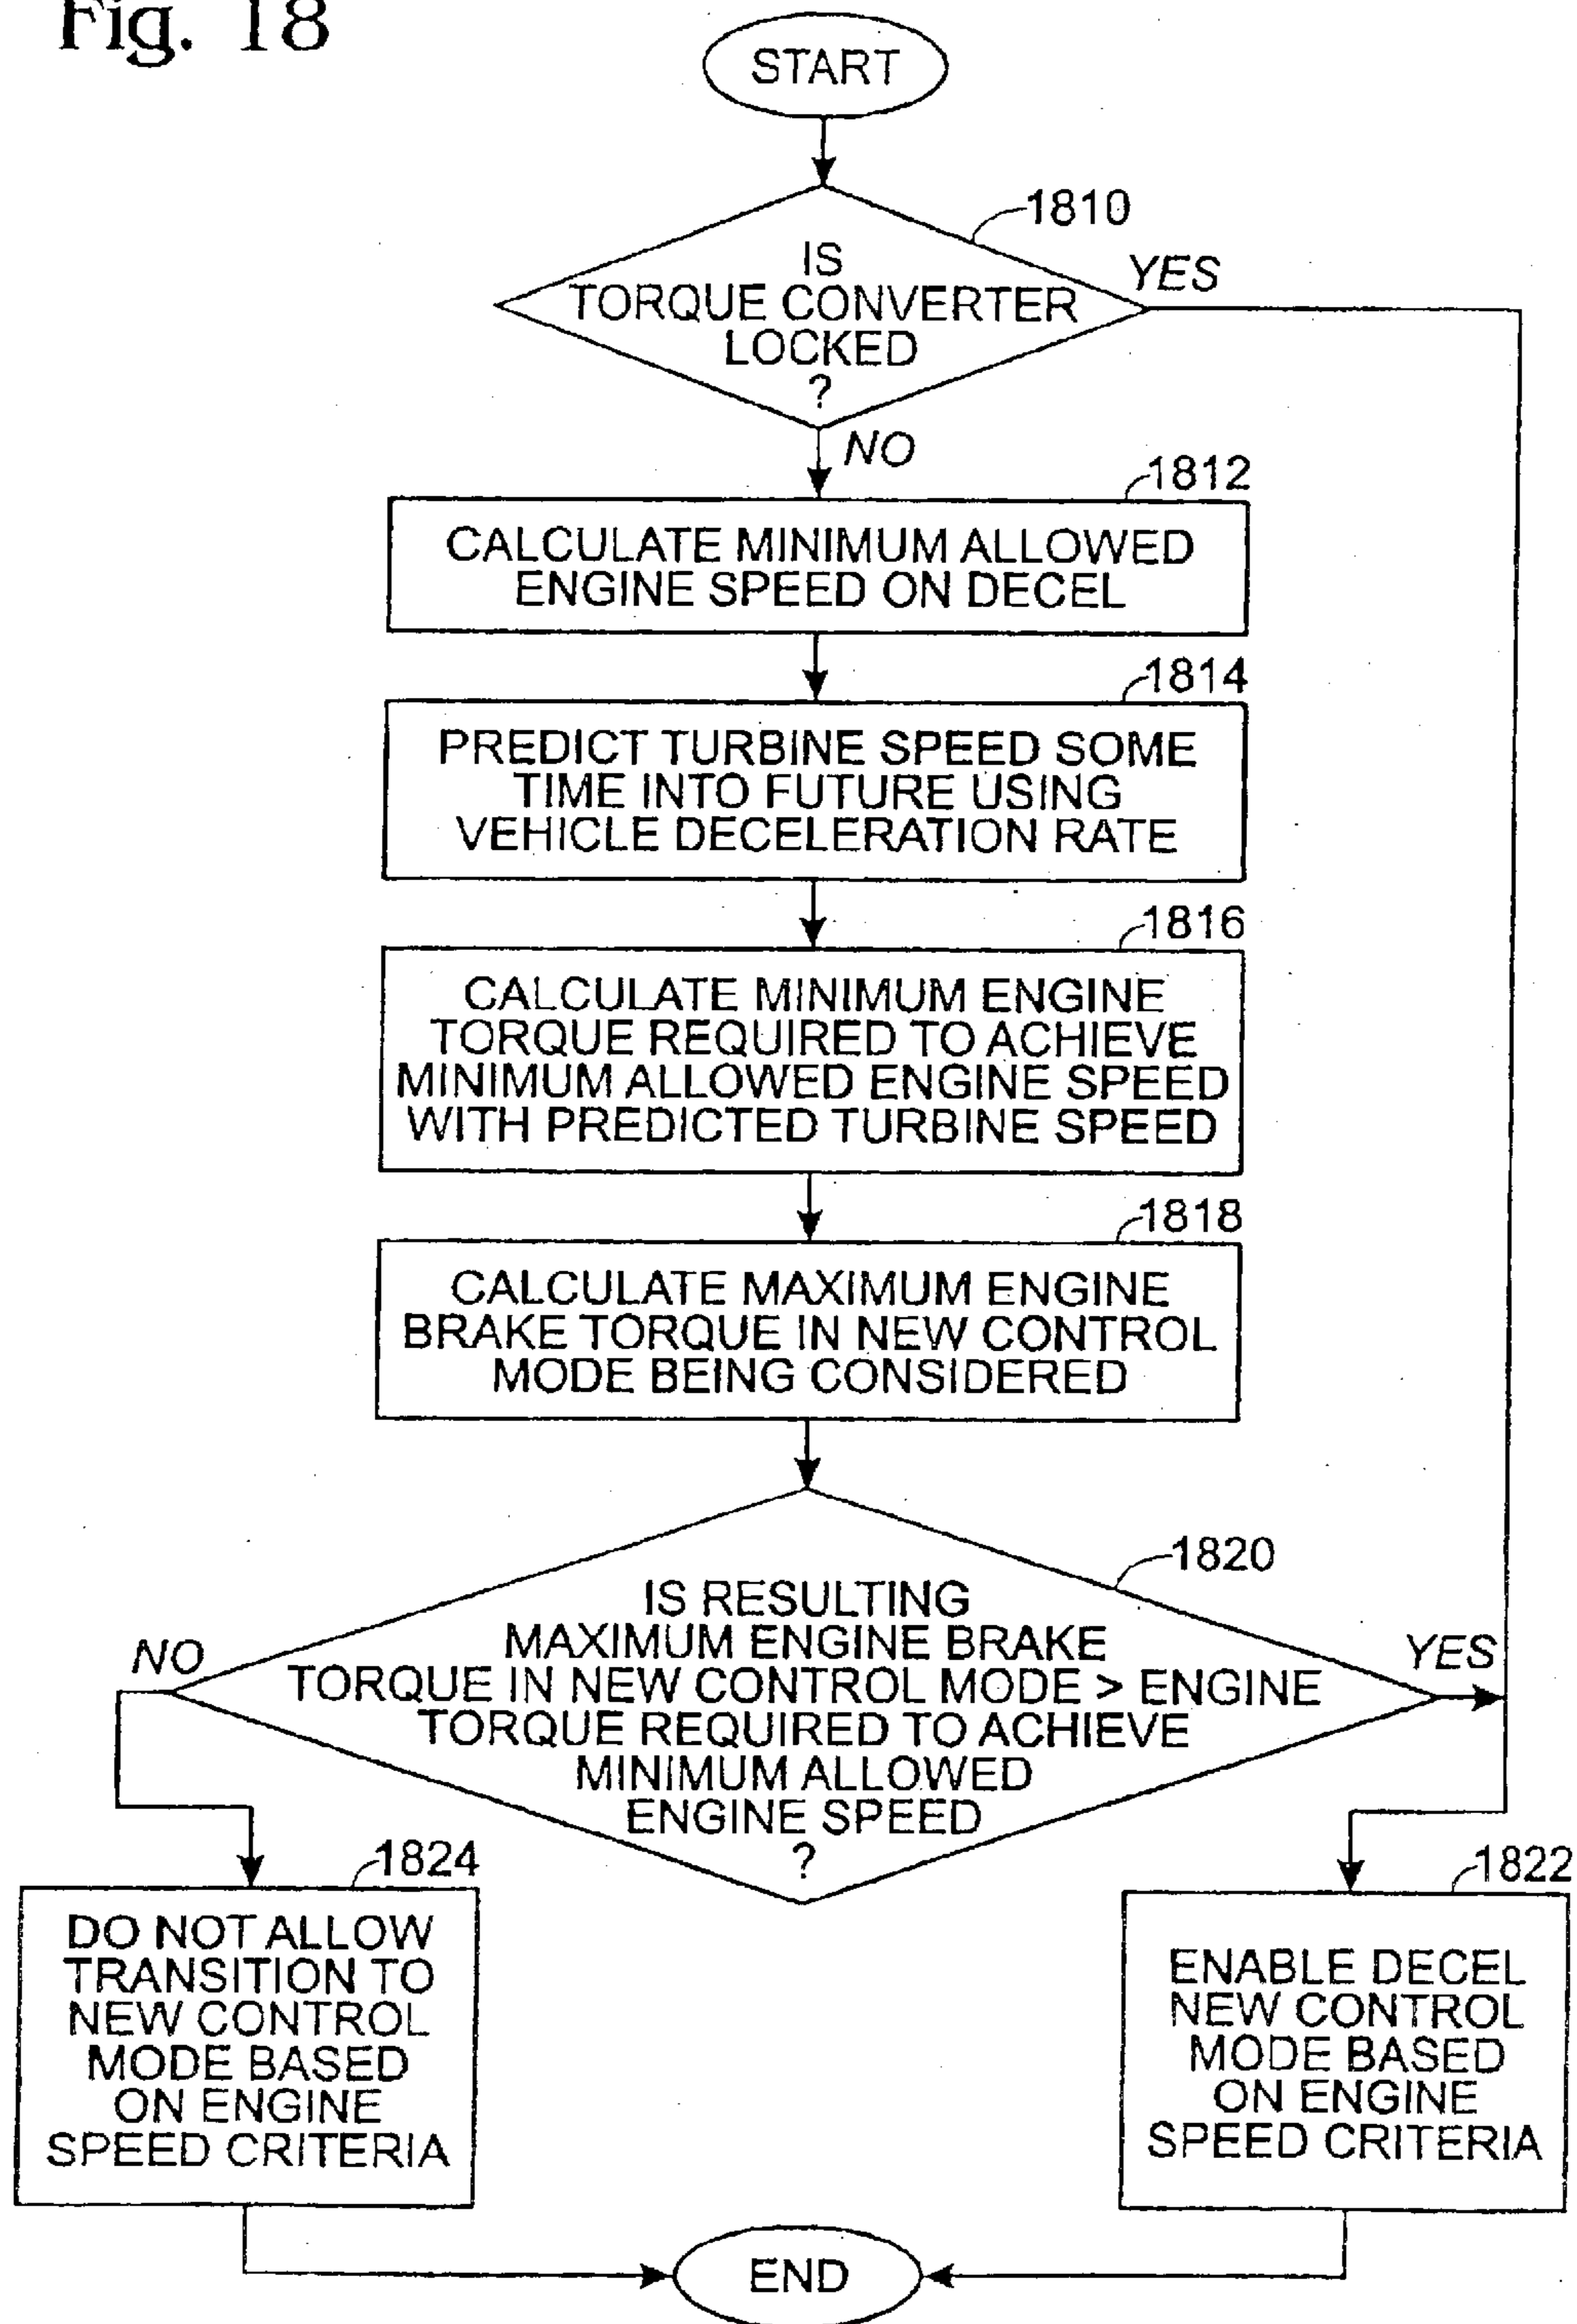 Fig. 18
START
1810
IS
TORQUE CONVERTER
LOCKED
?
YES
NO
1812
CALCULATE MINIMUM ALLOWED
ENGINE SPEED ON DECEL
1814
PREDICT TURBINE SPEED SOME
TIME INTO FUTURE USING
VEHICLE DECELERATION RATE
1816
CALCULATE MINIMUM ENGINE
TORQUE REQUIRED TO ACHIEVE
MINIMUM ALLOWED ENGINE SPEED
WITH PREDICTED TURBINE SPEED
1818
CALCULATE MAXIMUM ENGINE
BRAKE TORQUE IN NEW CONTROL
MODE BEING CONSIDERED
1820
IS RESULTING
MAXIMUM ENGINE BRAKE
TORQUE IN NEW CONTROL MODE > ENGINE
TORQUE REQUIRED TO ACHIEVE
MINIMUM ALLOWED
ENGINE SPEED
?
NO
YES
1824
DO NOT ALLOW
TRANSITION TO
NEW CONTROL
MODE BASED
ON ENGINE
SPEED CRITERIA
1822
ENABLE DECEL
NEW CONTROL
MODE BASED
ON ENGINE
SPEED CRITERIA
END